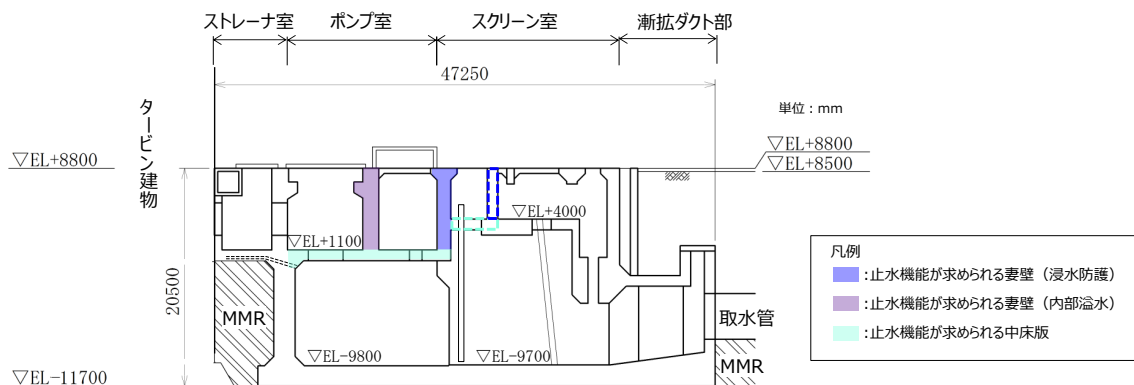 ストレーナ室
ポンプ室
スクリーン室
漸拡ダクト部
47250
単位：mm
タービン建物
▽EL+8800
▽EL+8800
▽EL+8500
▽EL+4000
▽EL+1100
20500
MMR
▽EL-9800
▽EL-9700
取水管
MMR
▽EL-11700
凡例
:止水機能が求められる妻壁（浸水防護）
:止水機能が求められる妻壁（内部溢水）
:止水機能が求められる中床版